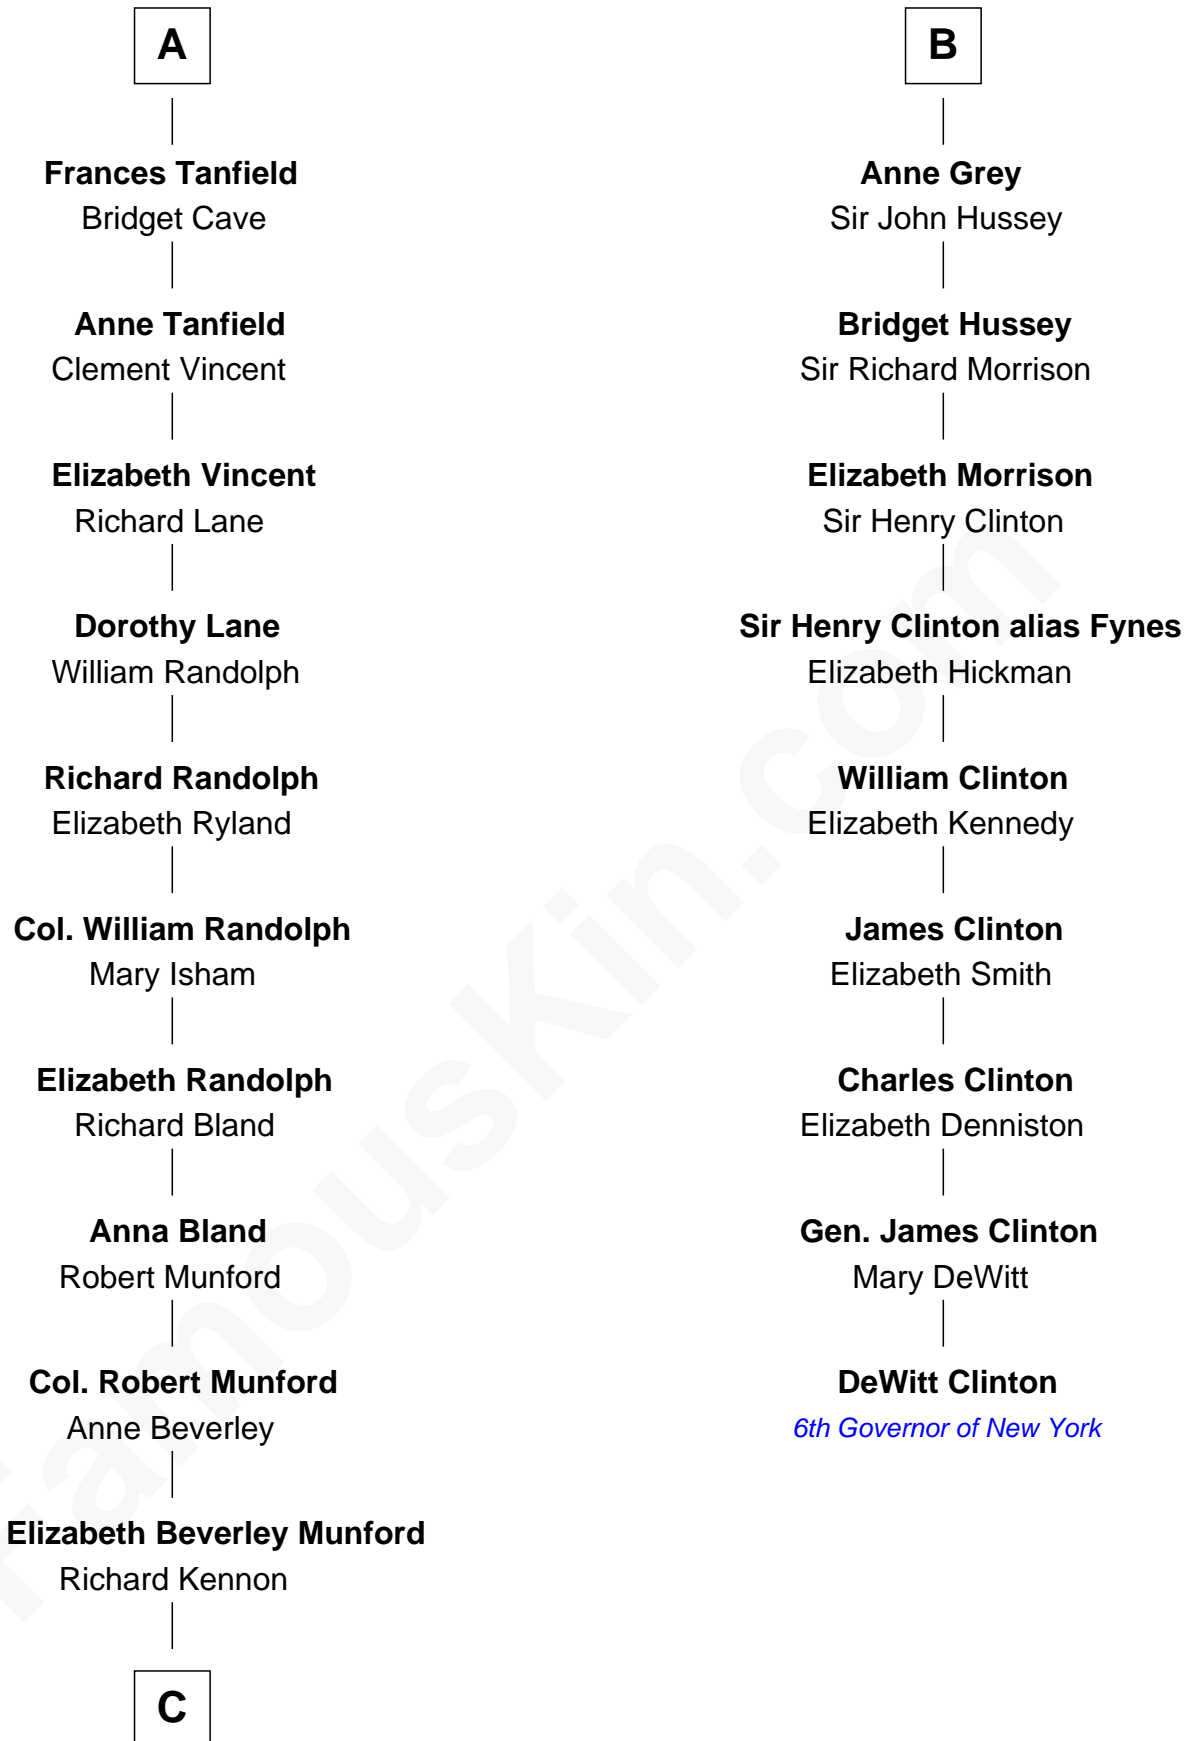 A
Frances Tanfield
Bridget Cave
Anne Tanfield
Clement Vincent
Elizabeth Vincent
Richard Lane
Dorothy Lane
William Randolph
Richard Randolph
Elizabeth Ryland
Col. William Randolph
Mary Isham
Elizabeth Randolph
Richard Bland
Anna Bland
Robert Munford
Col. Robert Munford
Anne Beverley
Elizabeth Beverley Munford
Richard Kennon
C
B
Anne Grey
Sir John Hussey
Bridget Hussey
Sir Richard Morrison
Elizabeth Morrison
Sir Henry Clinton
Sir Henry Clinton alias Fynes
Elizabeth Hickman
William Clinton
Elizabeth Kennedy
James Clinton
Elizabeth Smith
Charles Clinton
Elizabeth Denniston
Gen. James Clinton
Mary DeWitt
DeWitt Clinton
6th Governor of New York
FamousKin.com